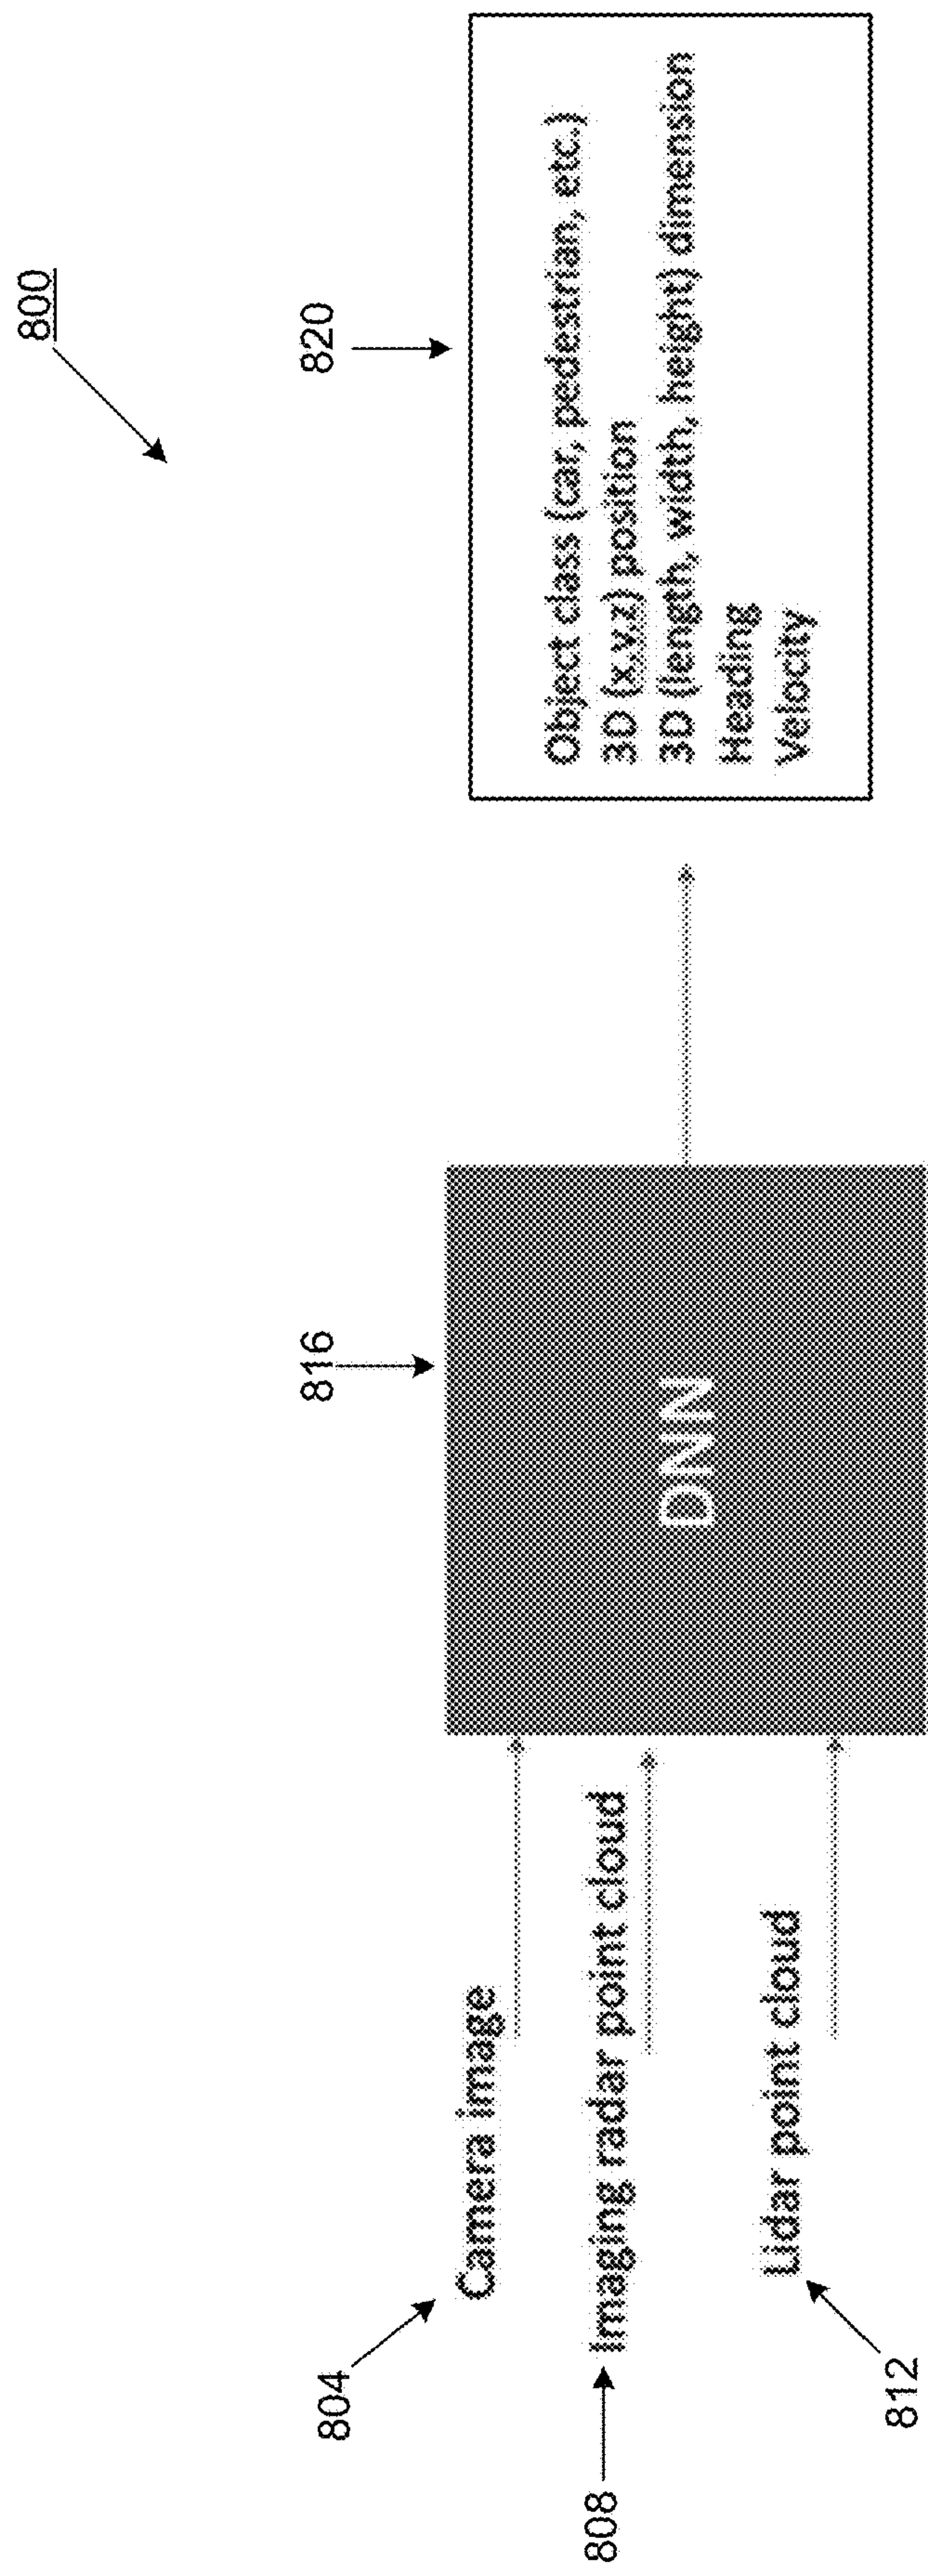 800
804
Camera image
808
Imaging radar point cloud
812
Lidar point cloud
816
DNN
820
Object class (car, pedestrian, etc.)
3D (x,y,z) position
3D (length, width, height) dimension
Heading
Velocity